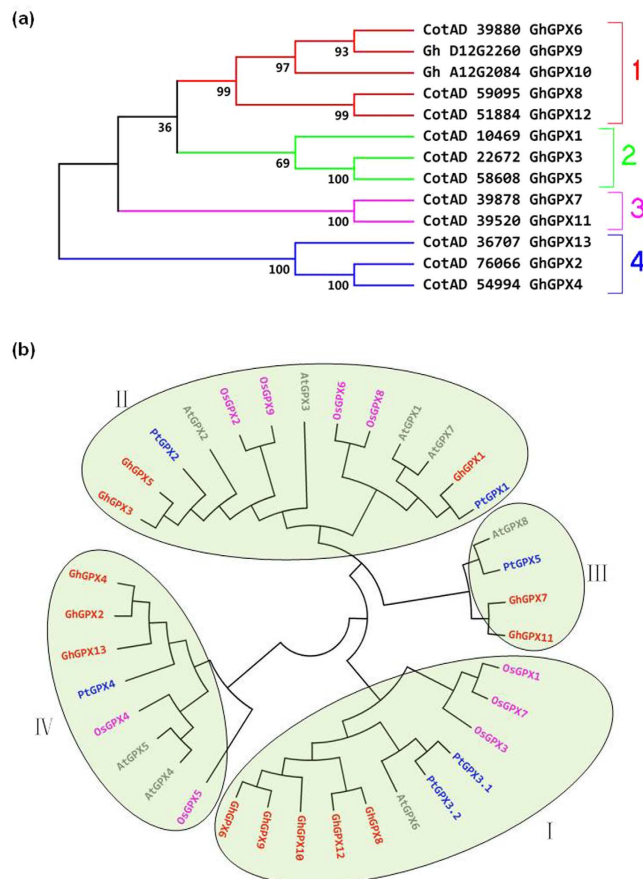 (a)
CotAD 39880 GhGPX6
Gh D12G2260 GhGPX9
Gh A12G2084 GhGPX10
CotAD 59095 GhGPX8
CotAD 51884 GhGPX12
CotAD 10469 GhGPX1
CotAD 22672 GhGPX3
CotAD 58608 GhGPX5
CotAD 39878 GhGPX7
CotAD 39520 GhGPX11
CotAD 36707 GhGPX13
CotAD 76066 GhGPX2
CotAD 54994 GhGPX4
93
97
99
99
36
69
100
100
100
100
1
2
3
4
(b)
II
GhGPX3
GhGPX5
PtGPX2
AtGPX2
OsGPX2
OsGPX9
AtGPX3
OsGPX6
OsGPX8
AtGPX1
AtGPX7
GhGPX1
PtGPX1
III
AtGPX8
PtGPX5
GhGPX7
GhGPX11
I
OsGPX1
OsGPX7
OsGPX3
PtGPX3.1
PtGPX3.2
AtGPX6
GhGPX8
GhGPX12
GhGPX10
GhGPX9
GhGPX6
IV
OsGPX5
AtGPX4
AtGPX5
OsGPX4
PtGPX4
GhGPX13
GhGPX2
GhGPX4